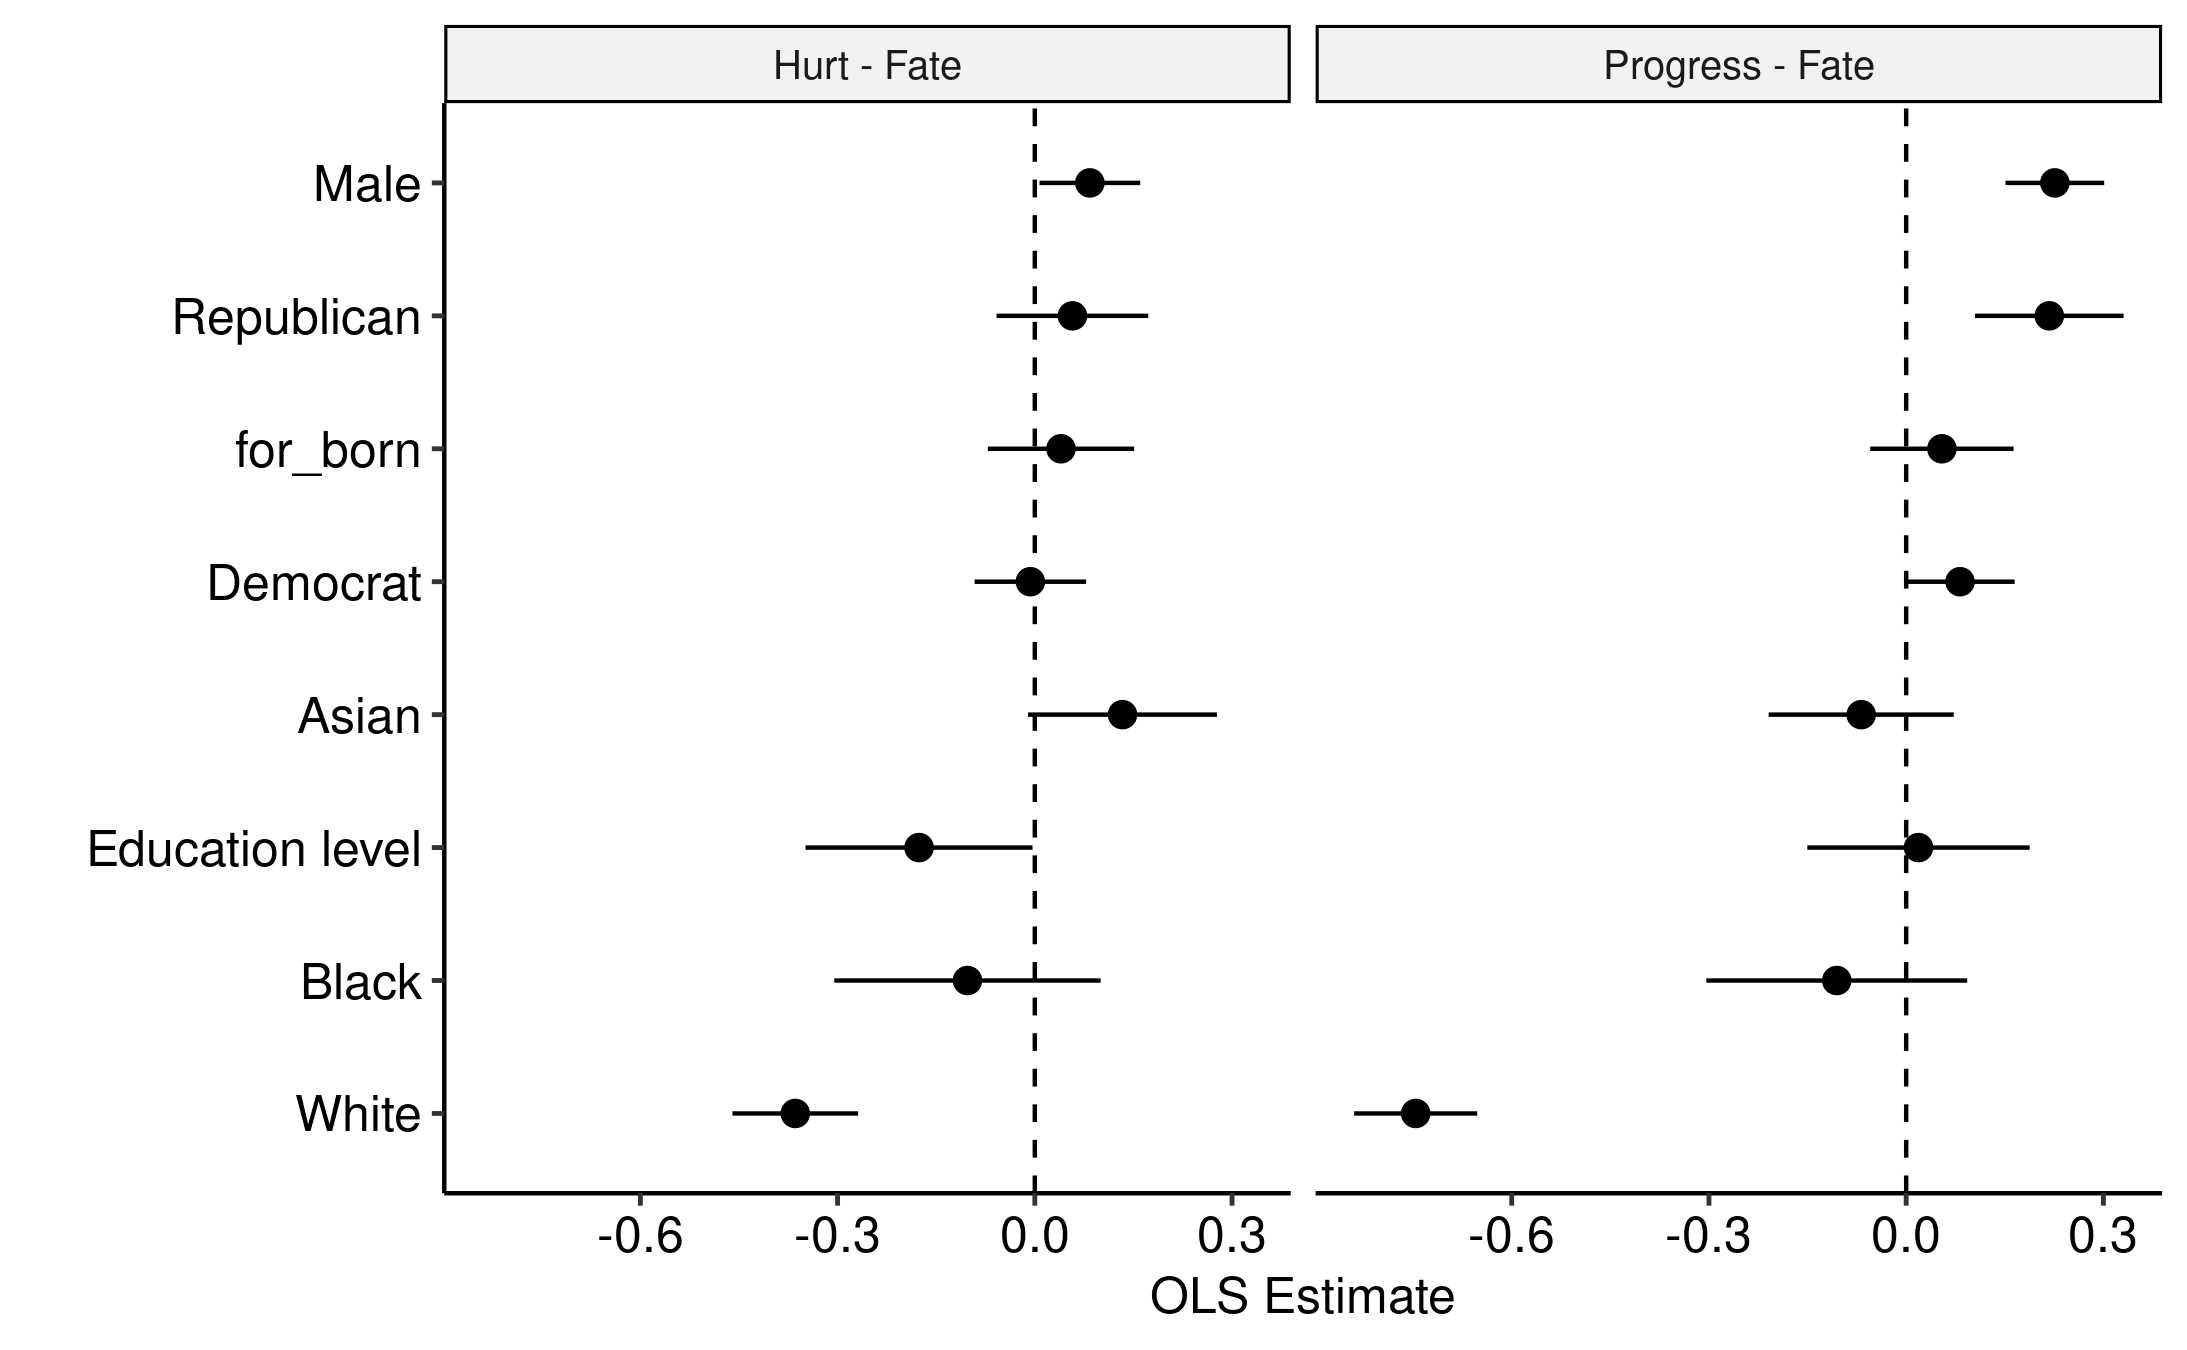 Hurt - Fate
Progress - Fate
Male
Republican
for_born
Democrat
Asian
Education level
Black
White
-0.6 -0.3 0.0 0.3
-0.6 -0.3 0.0 0.3
OLS Estimate